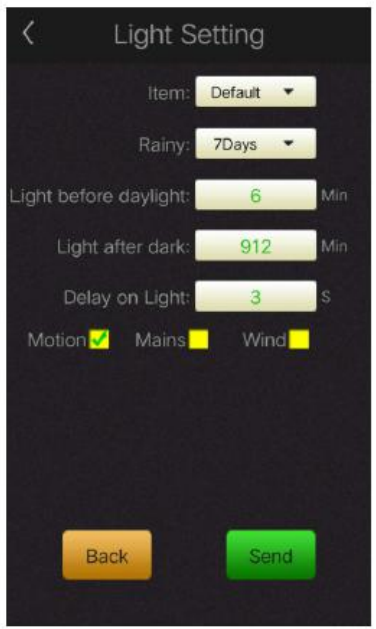 Light Setting
Item: Default
Rainy: 7Days
Light before daylight: 6 Min
Light after dark: 912 Min
Delay on Light: 3 S
Motion Mains Wind
Back Send